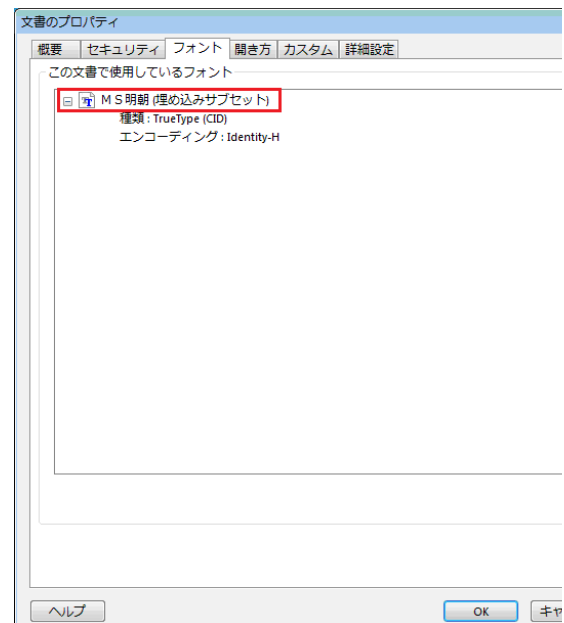 文書のプロパティ
概要 セキュリティ フォント 開き方 カスタム 詳細設定
この文書で使用しているフォント
ＭＳ明朝 (埋め込みサブセット)
種類 : TrueType (CID)
エンコーディング : Identity-H
ヘルプ OK キャ